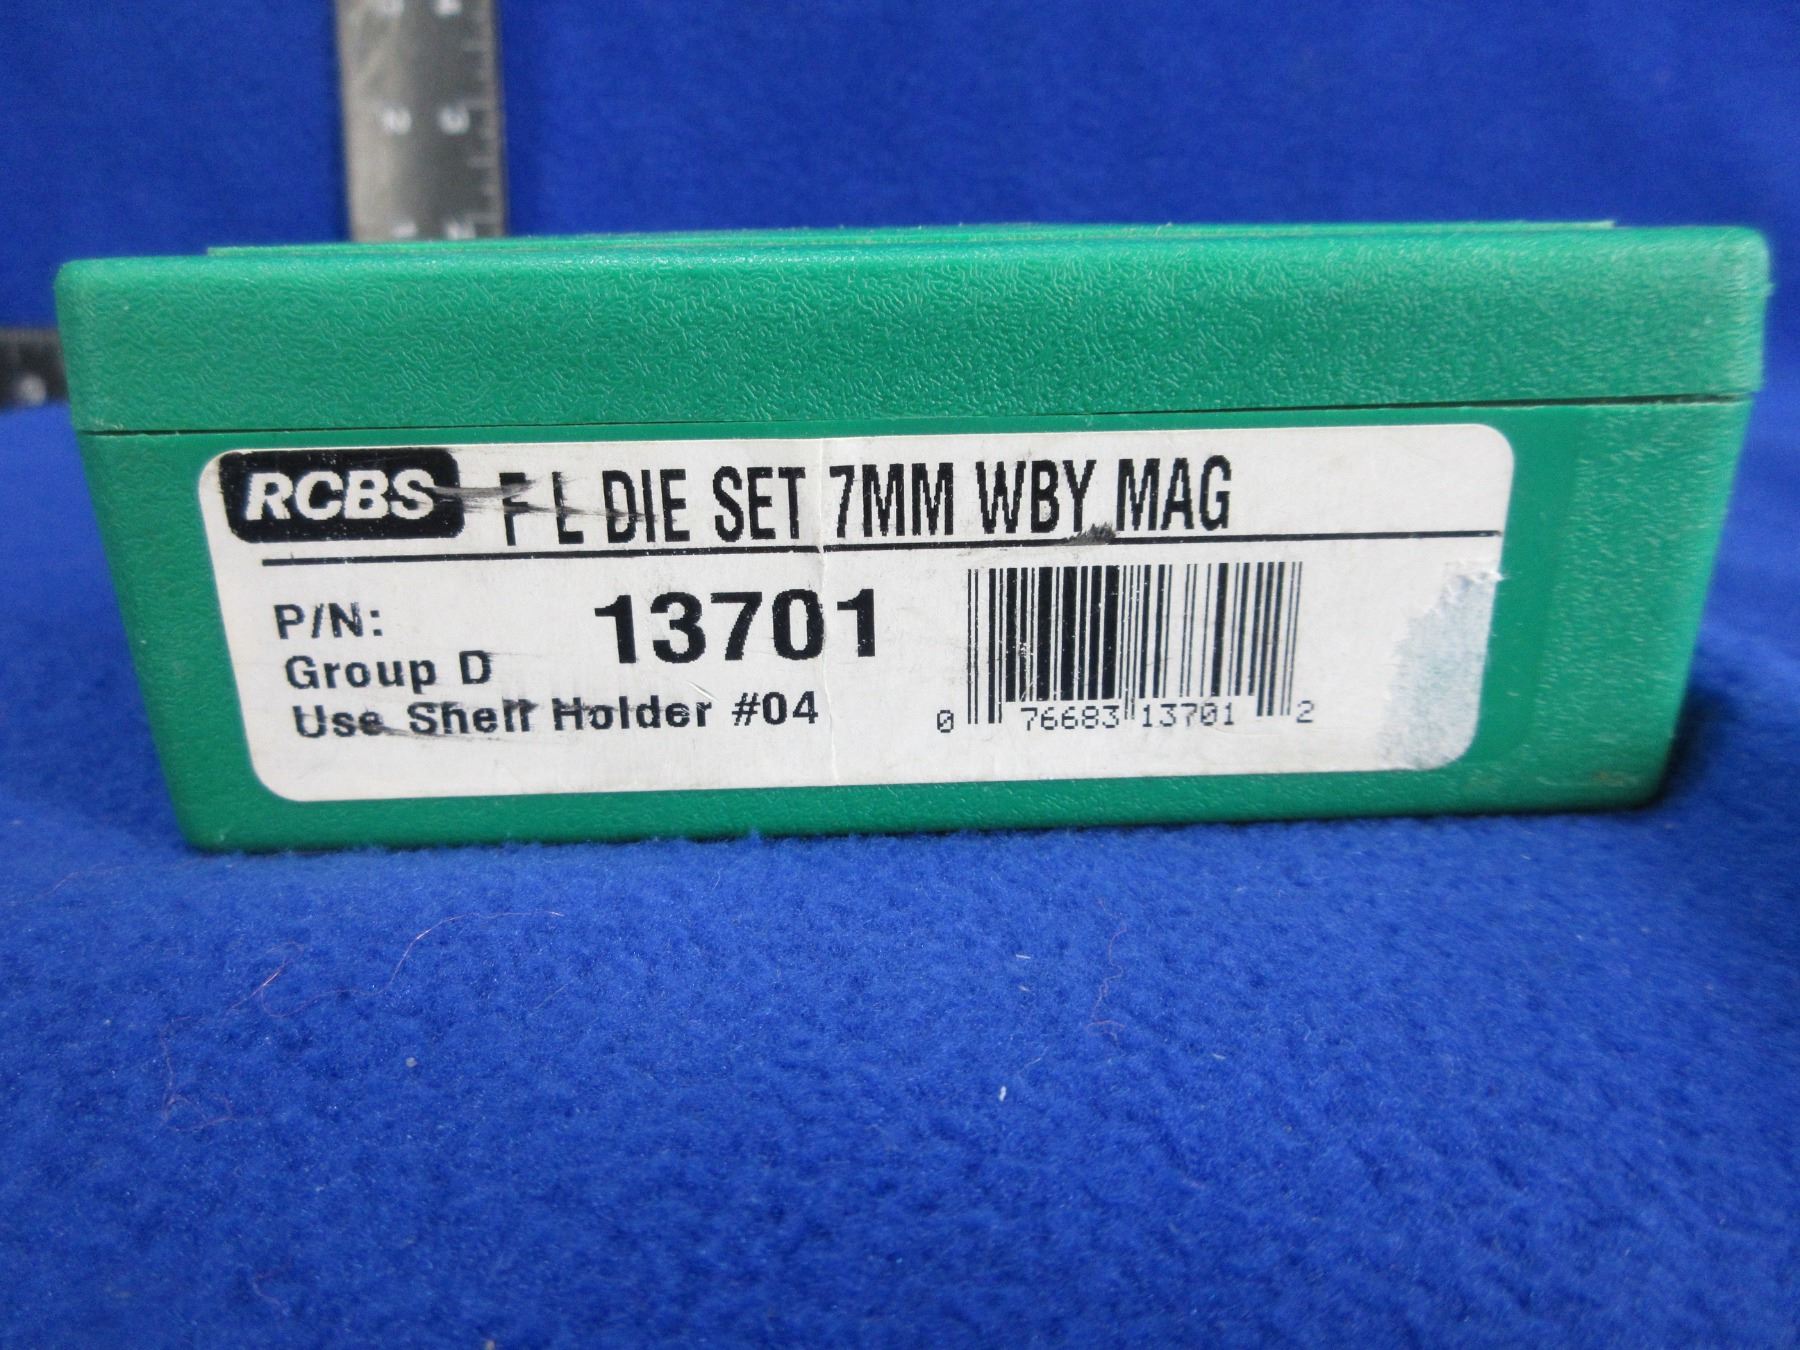 RCBS F L DIE SET 7MM WBY MAG
P/N: 13701
Group D
Use Shell Holder #04
0 76683 13701 2